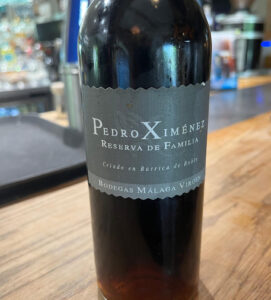 PEDRO XIMÉNEZ
RESERVA DE FAMILIA
Criado en Barrica de Roble
BODEGAS MÁLAGA VIRGEN